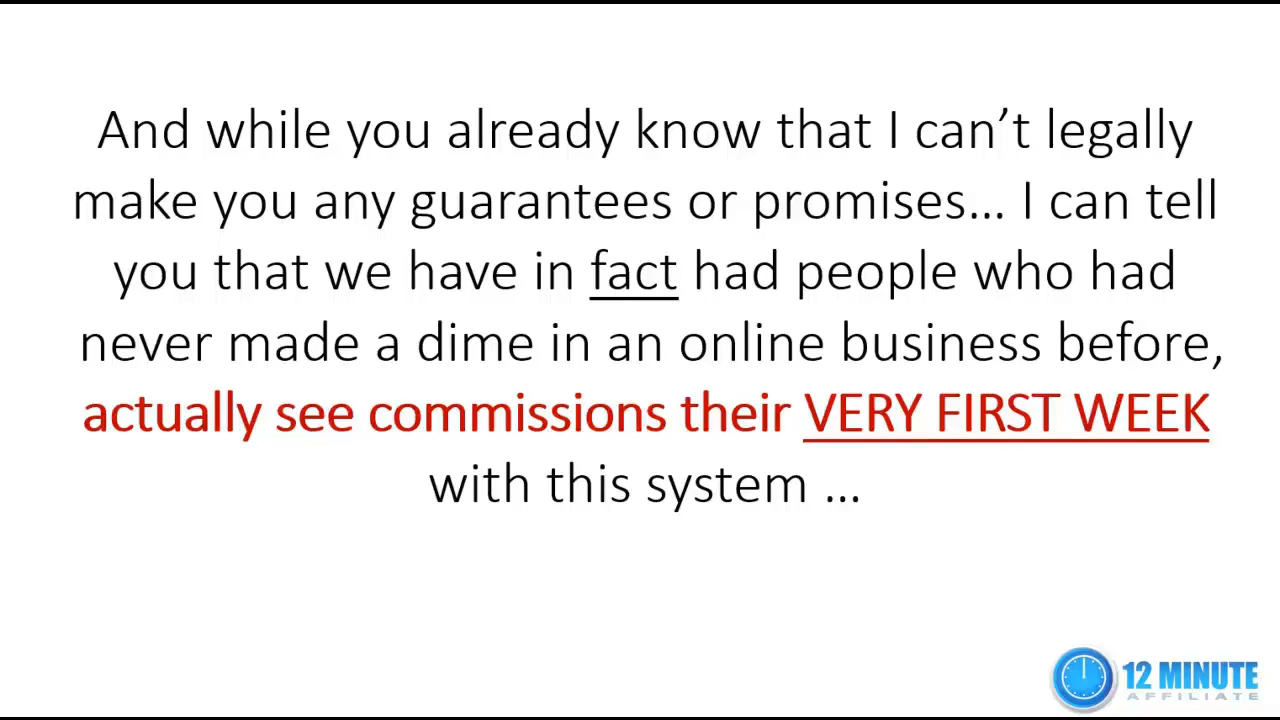 And while you already know that I can’t legally
make you any guarantees or promises... I can tell
you that we have in fact had people who had
never made a dime in an online business before,
actually see commissions their VERY FIRST WEEK
with this system ...
12 MINUTE
AFFILIATE